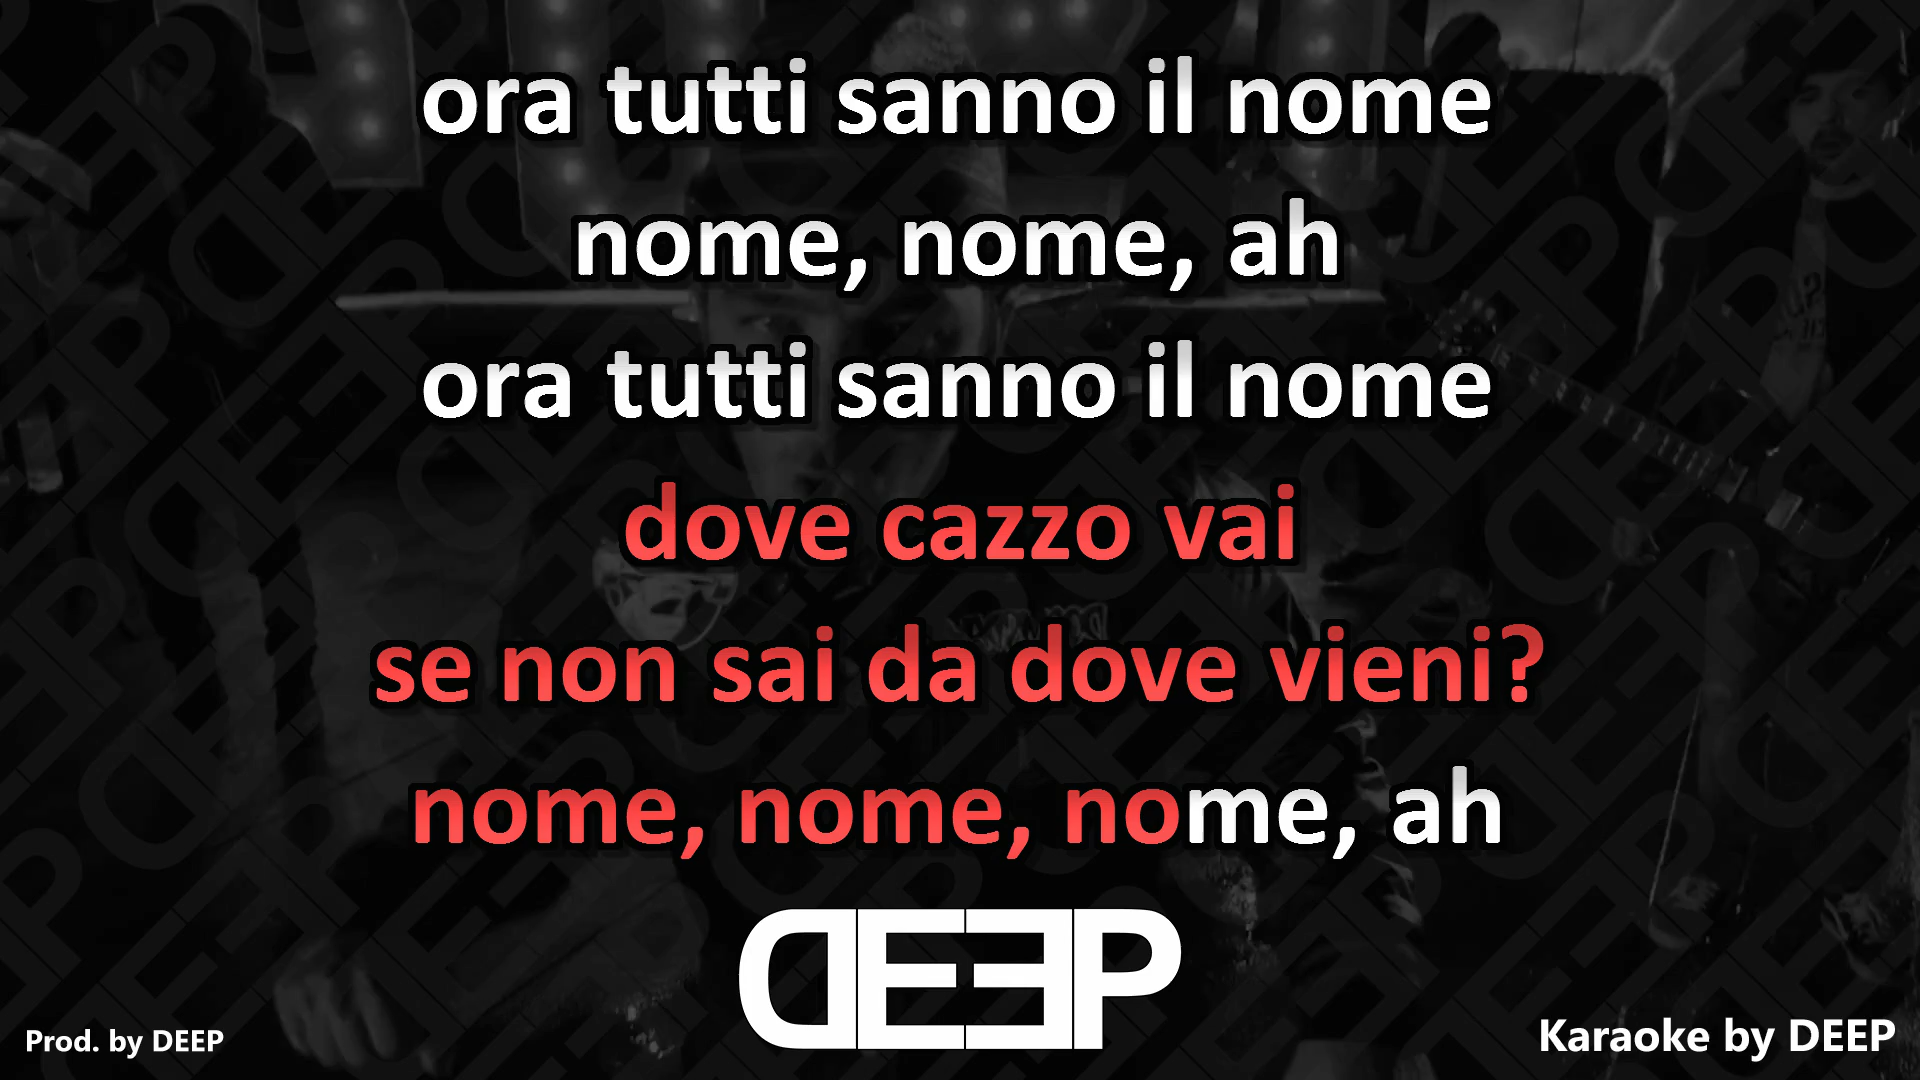 ora tutti sanno il nome
nome, nome, ah
ora tutti sanno il nome
dove cazzo vai
se non sai da dove vieni?
nome, nome, nome, ah
DEEP
Prod. by DEEP
Karaoke by DEEP